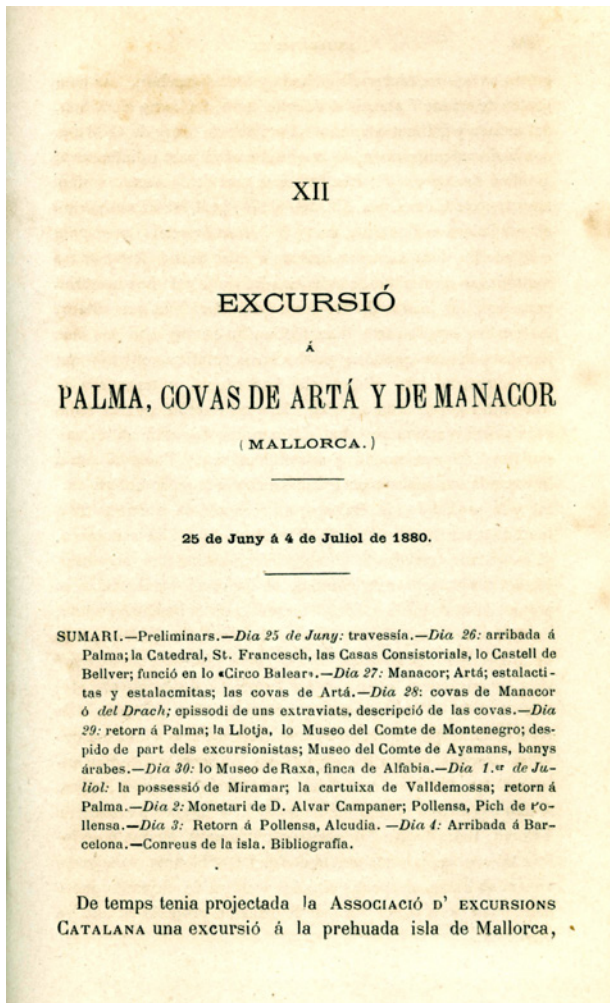 XII
EXCURSIÓ
Á
PALMA, COVAS DE ARTÁ Y DE MANACOR
(MALLORCA.)
25 de Juny á 4 de Juliol de 1880.
SUMARI.—Preliminars.—Dia 25 de Juny: travessía.—Dia 26: arribada á
Palma; la Catedral, St. Francesch, las Casas Consistorials, lo Castell de
Bellver; funció en lo «Circo Balear».—Dia 27: Manacor; Artá; estalacti-
tas y estalacmitas; las covas de Artá.—Dia 28: covas de Manacor
ó del Drach; epissodi de uns extraviats, descripció de las covas.—Dia
29: retorn á Palma; la Llotja, lo Museo del Comte de Montenegro; des-
pido de part dels excursionistas; Museo del Comte de Ayamans, banys
árabes.—Dia 30: lo Museo de Raxa, finca de Alfabia.—Dia 1.er de Ju-
liol: la possessió de Miramar; la cartuixa de Valldemossa; retorn á
Palma.—Dia 2: Monetari de D. Alvar Campaner; Pollensa, Pich de Po-
llensa.—Dia 3: Retorn á Pollensa, Alcudia. —Dia 4: Arribada á Bar-
celona.—Conreus de la isla. Bibliografía.
De temps tenia projectada la ASSOCIACIÓ D' EXCURSIONS
CATALANA una excursió á la prehuada isla de Mallorca,